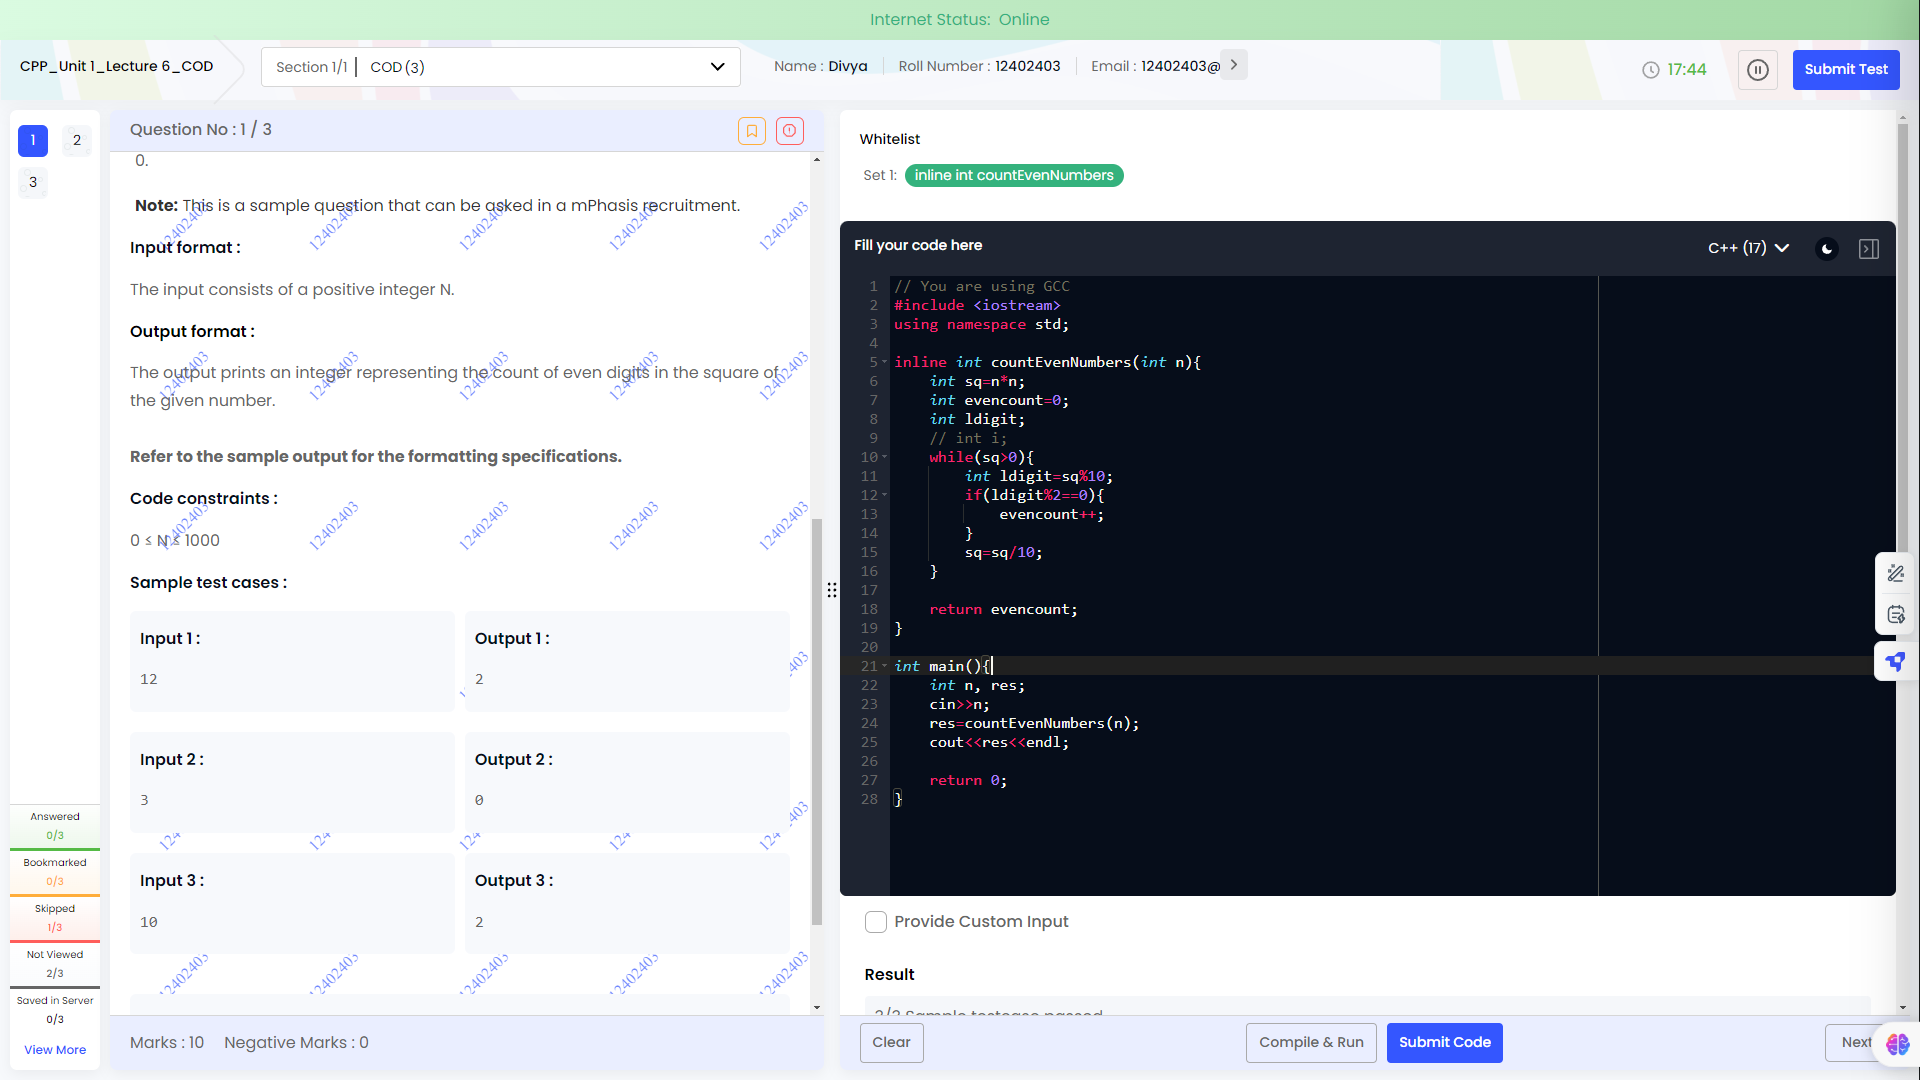 Internet Status: Online
CPP_Unit 1_Lecture 6_COD
Section 1/1 | COD (3)
Name : Divya
Roll Number : 12402403
Email : 12402403@
17:44
Submit Test
1
2
3
Question No : 1 / 3
0.
Note: This is a sample question that can be asked in a mPhasis recruitment.
Input format :
The input consists of a positive integer N.
Output format :
The output prints an integer representing the count of even digits in the square of
the given number.
Refer to the sample output for the formatting specifications.
Code constraints :
0 ≤ N ≤ 1000
Sample test cases :
Input 1 :
12
Output 1 :
2
Input 2 :
3
Output 2 :
0
Input 3 :
10
Output 3 :
2
12402403
Answered
0/3
Bookmarked
0/3
Skipped
1/3
Not Viewed
2/3
Saved in Server
0/3
View More
Marks : 10
Negative Marks : 0
Whitelist
Set 1: inline int countEvenNumbers
Fill your code here
C++ (17)
1 // You are using GCC
2 #include <iostream>
3 using namespace std;
4
5 inline int countEvenNumbers(int n){
6     int sq=n*n;
7     int evencount=0;
8     int ldigit;
9     // int i;
10     while(sq>0){
11         int ldigit=sq%10;
12         if(ldigit%2==0){
13             evencount++;
14         }
15         sq=sq/10;
16     }
17
18     return evencount;
19 }
20
21 int main(){
22     int n, res;
23     cin>>n;
24     res=countEvenNumbers(n);
25     cout<<res<<endl;
26
27     return 0;
28 }
Provide Custom Input
Result
Sample testcase passed
Clear
Compile & Run
Submit Code
Next